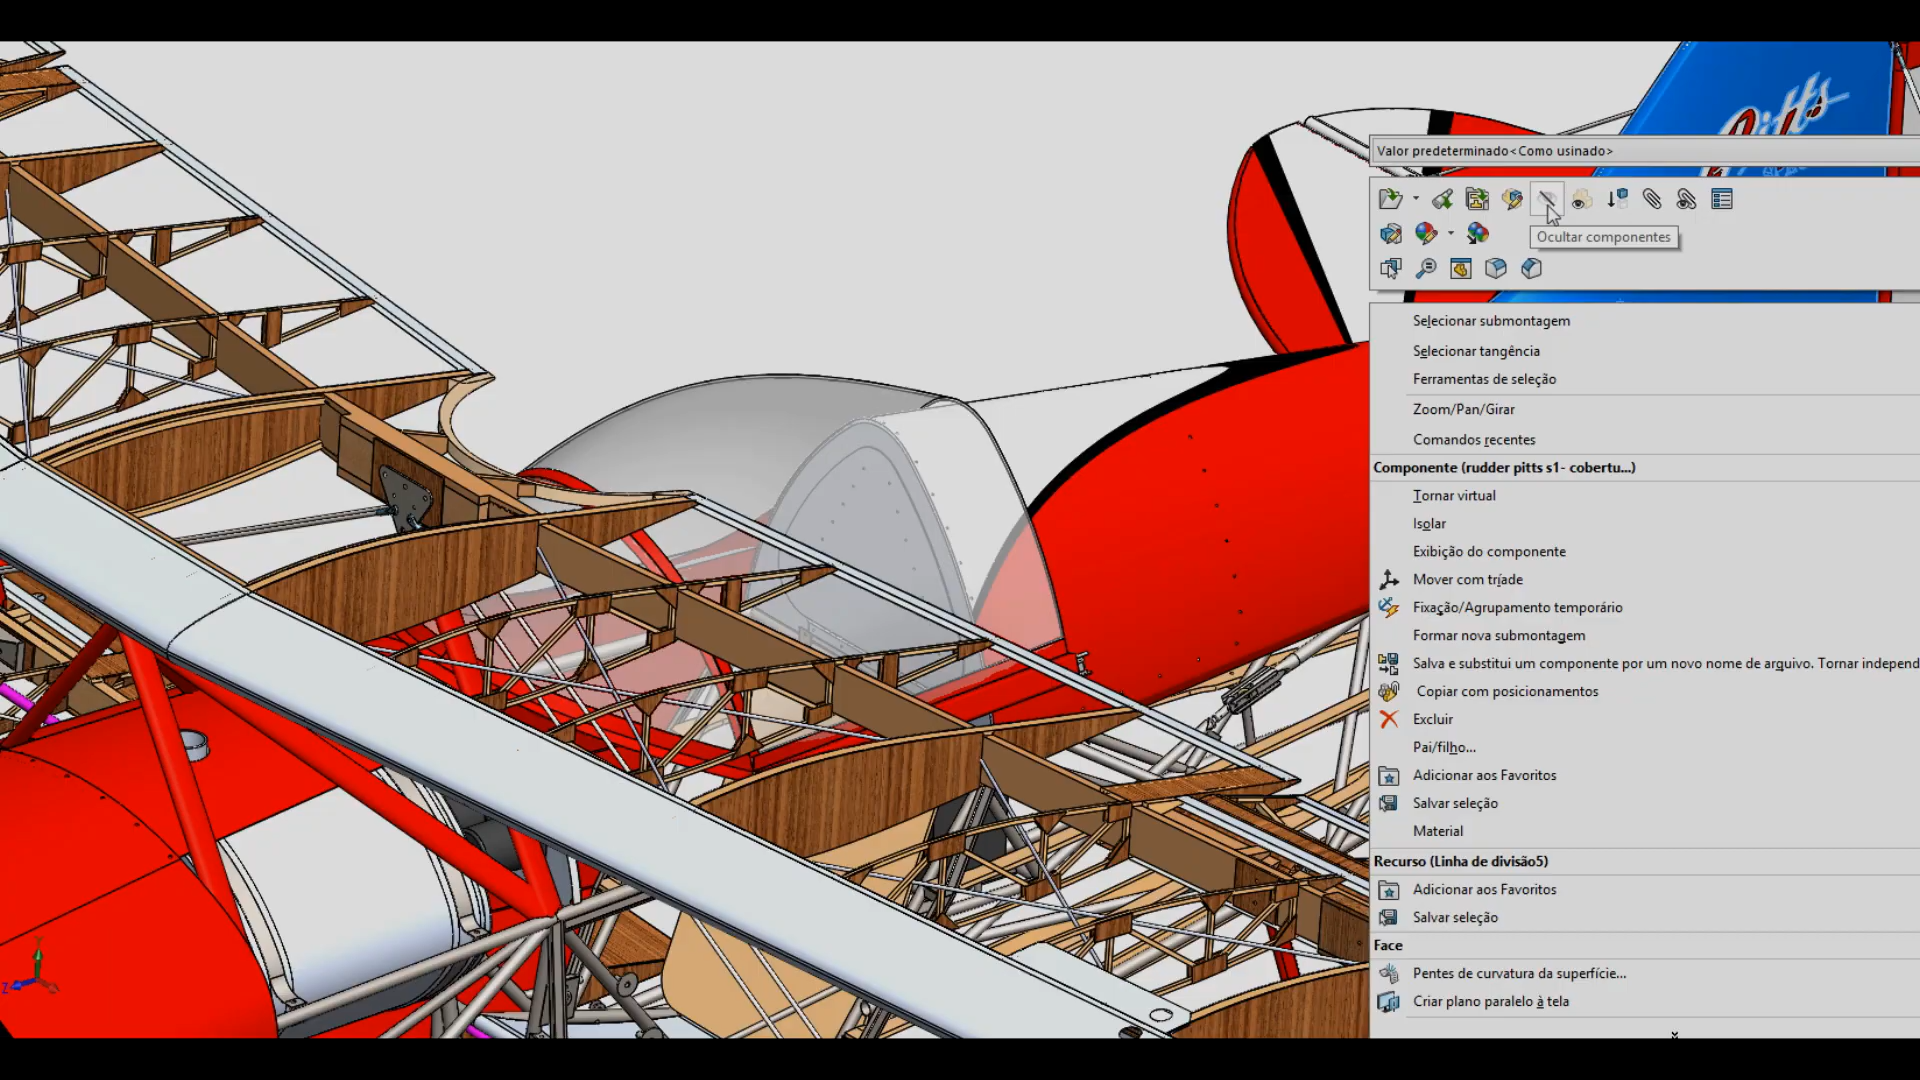 Pitts
Valor predeterminado<Como usinado>
Ocultar componentes
Selecionar submontagem
Selecionar tangência
Ferramentas de seleção
Zoom/Pan/Girar
Comandos recentes
Componente (rudder pitts s1- cobertu...)
Tornar virtual
Isolar
Exibição do componente
Mover com tríade
Fixação/Agrupamento temporário
Formar nova submontagem
Salva e substitui um componente por um novo nome de arquivo. Tornar independ
Copiar com posicionamentos
Excluir
Pai/filho...
Adicionar aos Favoritos
Salvar seleção
Material
Recurso (Linha de divisão5)
Adicionar aos Favoritos
Salvar seleção
Face
Pentes de curvatura da superfície...
Criar plano paralelo à tela
Z